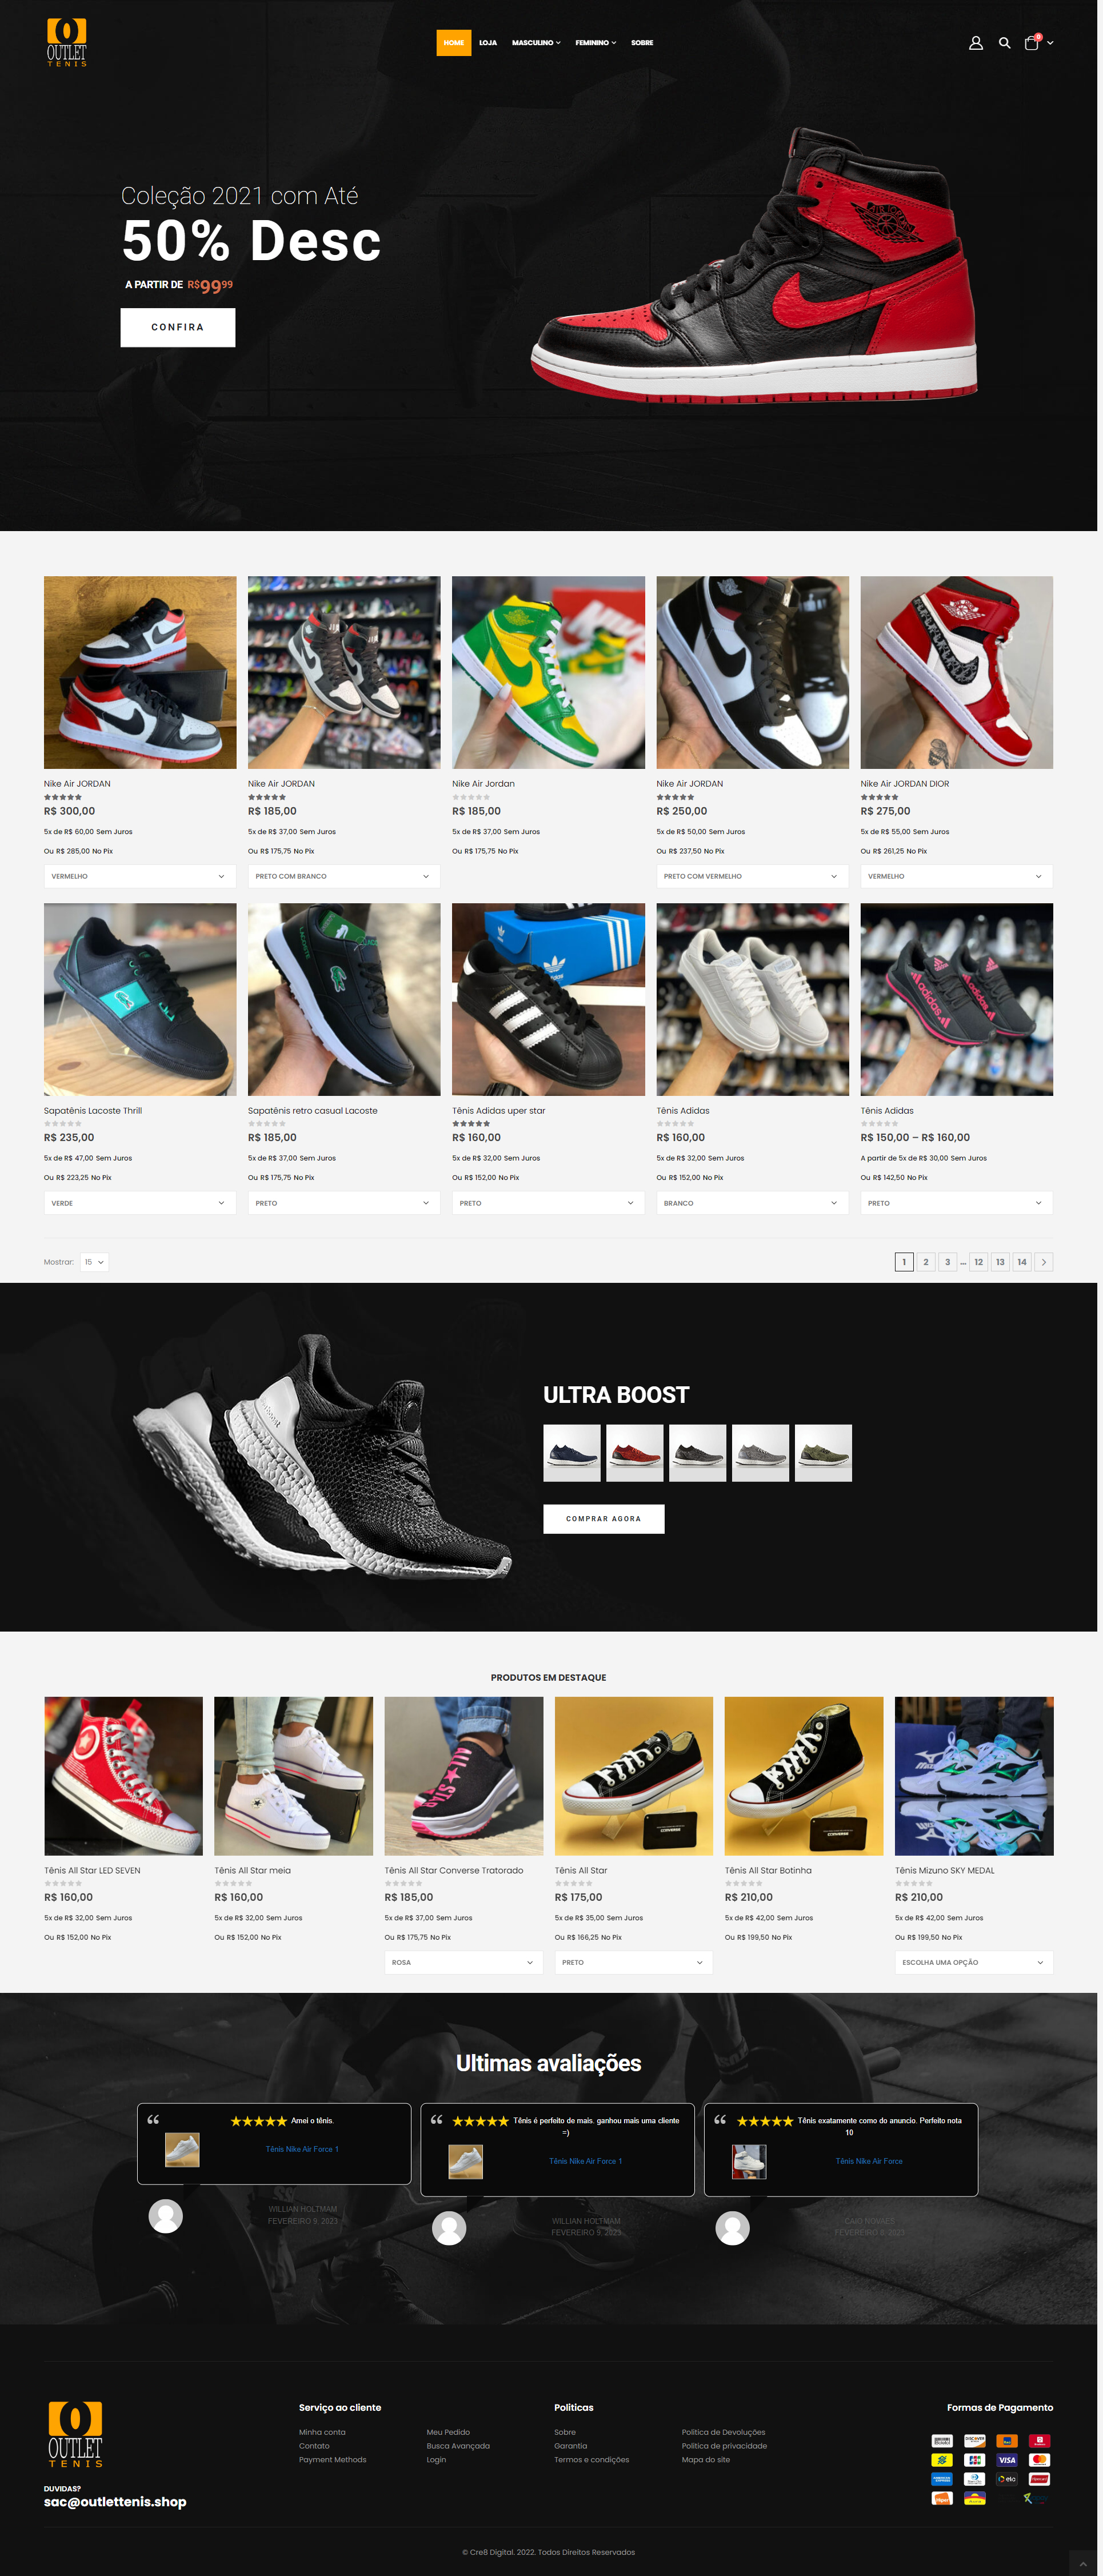 OUTLET
TENIS
HOME
LOJA
MASCULINO
FEMININO
SOBRE
0
Coleção 2021 com Até
50% Desc
A PARTIR DE R$99 99
CONFIRA
Nike Air JORDAN
R$ 300,00
5x de R$ 60,00 Sem Juros
Ou R$ 285,00 No Pix
VERMELHO
Nike Air JORDAN
R$ 185,00
5x de R$ 37,00 Sem Juros
Ou R$ 175,75 No Pix
PRETO COM BRANCO
Nike Air Jordan
R$ 185,00
5x de R$ 37,00 Sem Juros
Ou R$ 175,75 No Pix
Nike Air JORDAN
R$ 250,00
5x de R$ 50,00 Sem Juros
Ou R$ 237,50 No Pix
PRETO COM VERMELHO
Nike Air JORDAN DIOR
R$ 275,00
5x de R$ 55,00 Sem Juros
Ou R$ 261,25 No Pix
VERMELHO
Sapatênis Lacoste Thrill
R$ 235,00
5x de R$ 47,00 Sem Juros
Ou R$ 223,25 No Pix
VERDE
LACOSTE
Sapatênis retro casual Lacoste
R$ 185,00
5x de R$ 37,00 Sem Juros
Ou R$ 175,75 No Pix
PRETO
adidas
Tênis Adidas uper star
R$ 160,00
5x de R$ 32,00 Sem Juros
Ou R$ 152,00 No Pix
PRETO
Tênis Adidas
R$ 160,00
5x de R$ 32,00 Sem Juros
Ou R$ 152,00 No Pix
BRANCO
adidas
adidas
Tênis Adidas
R$ 150,00 – R$ 160,00
A partir de 5x de R$ 30,00 Sem Juros
Ou R$ 142,50 No Pix
PRETO
Mostrar:
15
1
2
3
...
12
13
14
ULTRA BOOST
COMPRAR AGORA
PRODUTOS EM DESTAQUE
Tênis All Star LED SEVEN
R$ 160,00
5x de R$ 32,00 Sem Juros
Ou R$ 152,00 No Pix
Tênis All Star meia
R$ 160,00
5x de R$ 32,00 Sem Juros
Ou R$ 152,00 No Pix
Tênis All Star Converse Tratorado
R$ 185,00
5x de R$ 37,00 Sem Juros
Ou R$ 175,75 No Pix
ROSA
CONVERSE
Tênis All Star
R$ 175,00
5x de R$ 35,00 Sem Juros
Ou R$ 166,25 No Pix
PRETO
CONVERSE
Tênis All Star Botinha
R$ 210,00
5x de R$ 42,00 Sem Juros
Ou R$ 199,50 No Pix
Tênis Mizuno SKY MEDAL
R$ 210,00
5x de R$ 42,00 Sem Juros
Ou R$ 199,50 No Pix
ESCOLHA UMA OPÇÃO
Ultimas avaliações
Amei o tênis.
Tênis Nike Air Force 1
WILLIAN HOLTMAM
FEVEREIRO 9, 2023
Tênis é perfeito de mais. ganhou mais uma cliente
=)
Tênis Nike Air Force 1
WILLIAN HOLTMAM
FEVEREIRO 9, 2023
Tênis exatamente como do anuncio. Perfeito nota
10
Tênis Nike Air Force
CAIO NOVAES
FEVEREIRO 8, 2023
OUTLET
TENIS
DUVIDAS?
sac@outlettenis.shop
Serviço ao cliente
Minha conta
Contato
Payment Methods
Meu Pedido
Busca Avançada
Login
Politicas
Sobre
Garantia
Termos e condições
Política de Devoluções
Política de privacidade
Mapa do site
Formas de Pagamento
DISCOVER
JCB
VISA
elo
Hiper
© Cre8 Digital. 2022. Todos Direitos Reservados